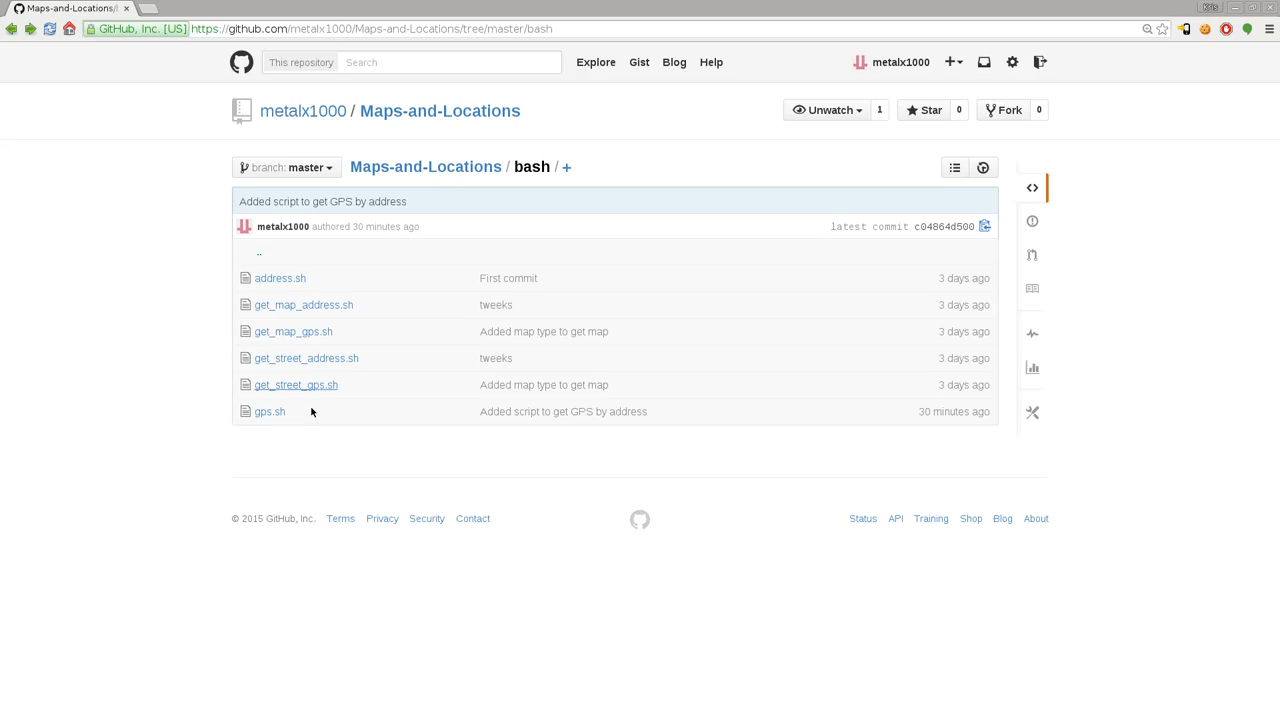 Maps-and-Locations/
Kris
GitHub, Inc. [US] https://github.com/metalx1000/Maps-and-Locations/tree/master/bash
This repository Search Explore Gist Blog Help metalx1000
metalx1000 / Maps-and-Locations Unwatch 1 Star 0 Fork 0
branch: master Maps-and-Locations / bash / +
Added script to get GPS by address
metalx1000 authored 30 minutes ago latest commit c04864d500
..
address.sh First commit 3 days ago
get_map_address.sh tweeks 3 days ago
get_map_gps.sh Added map type to get map 3 days ago
get_street_address.sh tweeks 3 days ago
get_street_gps.sh Added map type to get map 3 days ago
gps.sh Added script to get GPS by address 30 minutes ago
© 2015 GitHub, Inc. Terms Privacy Security Contact Status API Training Shop Blog About